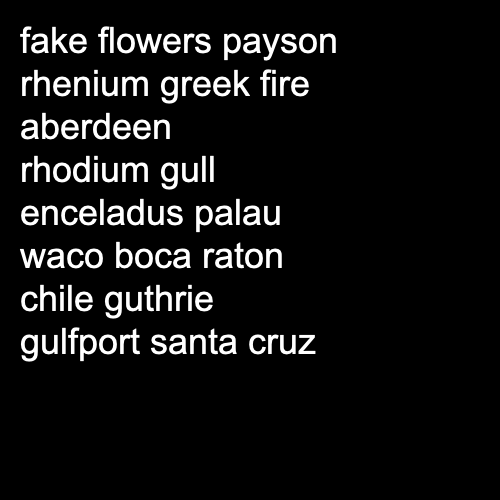 fake flowers payson
rhenium greek fire
aberdeen
rhodium gull
enceladus palau
waco boca raton
chile guthrie
gulfport santa cruz